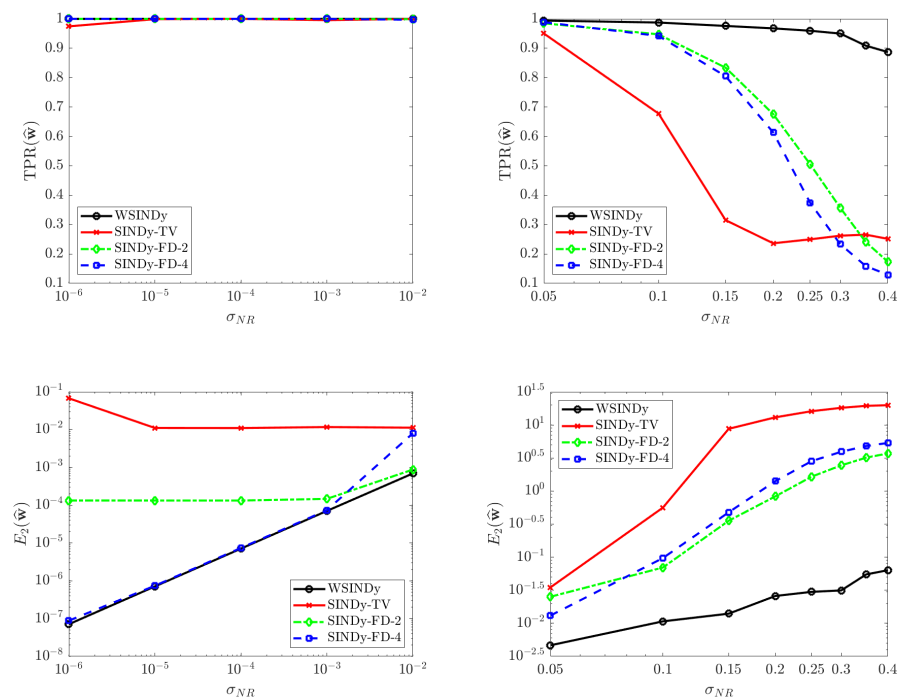 1
0.9
0.8
0.7
0.6
0.5
0.4
0.3
0.2
0.1
TPR(ŵ)
WSINDy
SINDy-TV
SINDy-FD-2
SINDy-FD-4
10⁻⁶ 10⁻⁵ 10⁻⁴ 10⁻³ 10⁻²
σ_NR
1
0.9
0.8
0.7
0.6
0.5
0.4
0.3
0.2
0.1
TPR(ŵ)
WSINDy
SINDy-TV
SINDy-FD-2
SINDy-FD-4
0.05 0.1 0.15 0.2 0.25 0.3 0.4
σ_NR
10⁻¹
10⁻²
10⁻³
10⁻⁴
10⁻⁵
10⁻⁶
10⁻⁷
10⁻⁸
E₂(ŵ)
WSINDy
SINDy-TV
SINDy-FD-2
SINDy-FD-4
10⁻⁶ 10⁻⁵ 10⁻⁴ 10⁻³ 10⁻²
σ_NR
10^1.5
10^1
10^0.5
10^0
10^-0.5
10^-1
10^-1.5
10^-2
10^-2.5
E₂(ŵ)
WSINDy
SINDy-TV
SINDy-FD-2
SINDy-FD-4
0.05 0.1 0.15 0.2 0.25 0.3 0.4
σ_NR